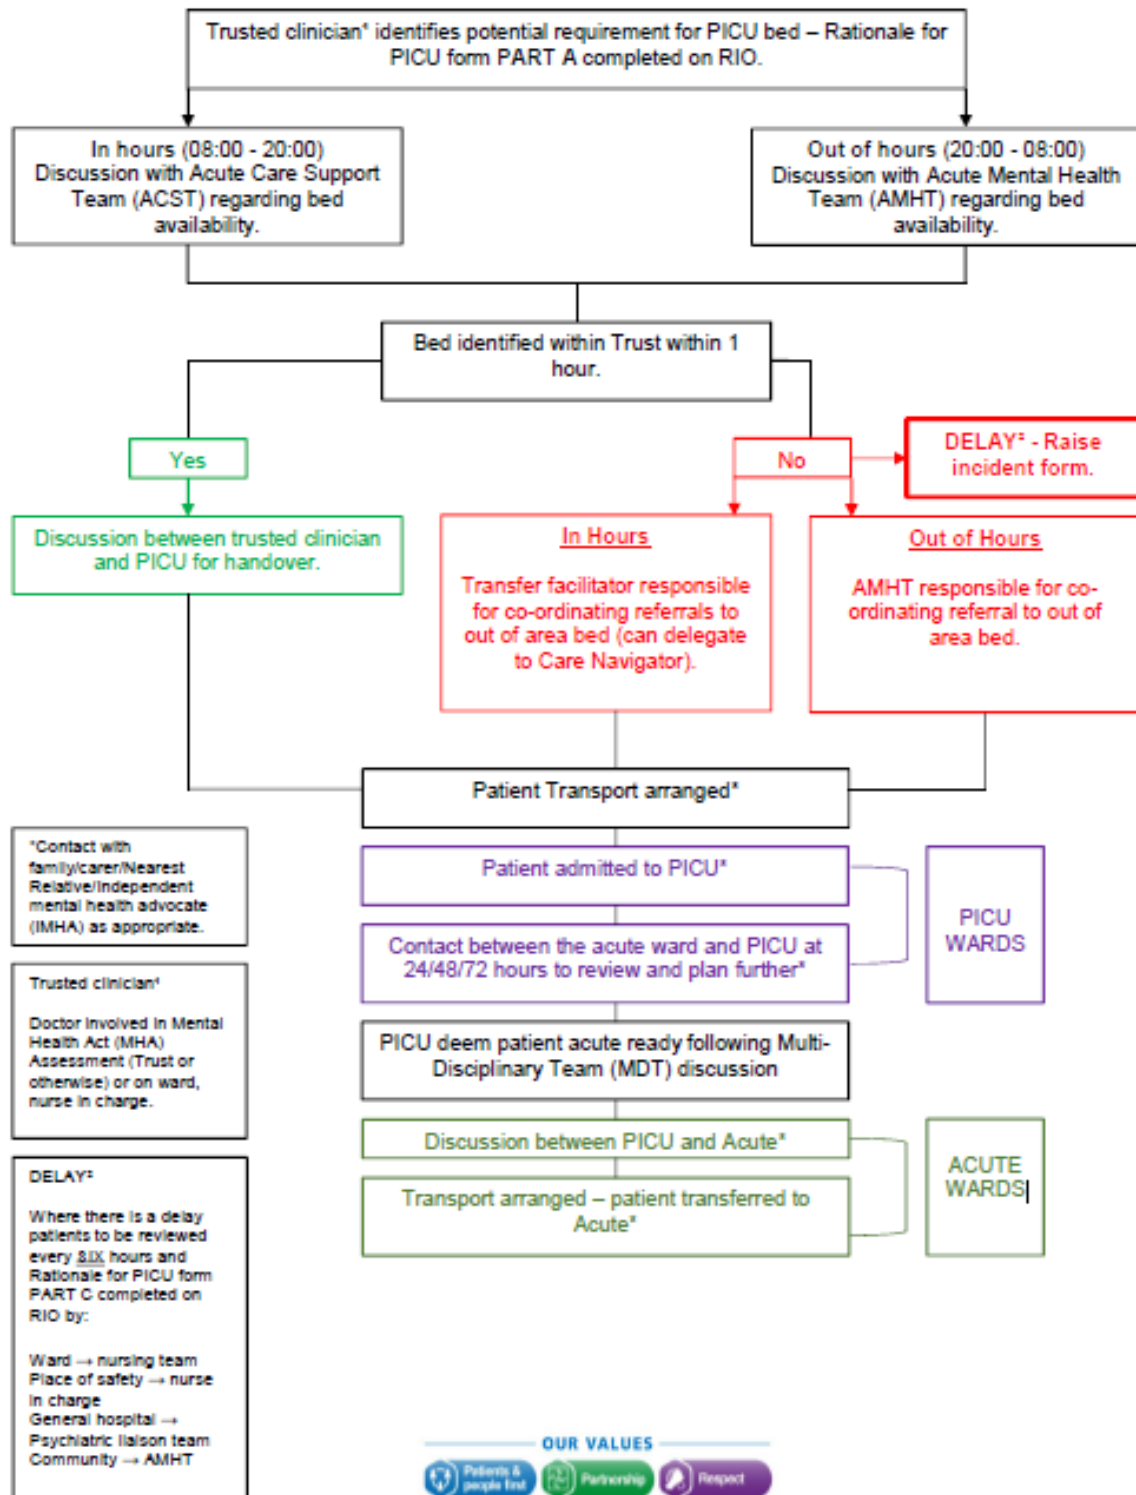 Trusted clinician⁴ identifies potential requirement for PICU bed – Rationale for
PICU form PART A completed on RIO.
In hours (08:00 - 20:00)
Discussion with Acute Care Support
Team (ACST) regarding bed
availability.
Out of hours (20:00 - 08:00)
Discussion with Acute Mental Health
Team (AMHT) regarding bed
availability.
Bed identified within Trust within 1
hour.
Yes
No
DELAY² - Raise
incident form.
Discussion between trusted clinician
and PICU for handover.
In Hours
Transfer facilitator responsible
for co-ordinating referrals to
out of area bed (can delegate
to Care Navigator).
Out of Hours
AMHT responsible for co-
ordinating referral to out of
area bed.
Patient Transport arranged*
Patient admitted to PICU*
Contact between the acute ward and PICU at
24/48/72 hours to review and plan further*
PICU
WARDS
PICU deem patient acute ready following Multi-
Disciplinary Team (MDT) discussion
Discussion between PICU and Acute*
Transport arranged – patient transferred to
Acute*
ACUTE
WARDS
*Contact with
family/carer/Nearest
Relative/Independent
mental health advocate
(IMHA) as appropriate.
Trusted clinician⁴
Doctor involved in Mental
Health Act (MHA)
Assessment (Trust or
otherwise) or on ward,
nurse in charge.
DELAY²
Where there is a delay
patients to be reviewed
every SIX hours and
Rationale for PICU form
PART C completed on
RIO by:
Ward → nursing team
Place of safety → nurse
in charge
General hospital →
Psychiatric liaison team
Community → AMHT
OUR VALUES
Patients &
people first
Partnership
Respect